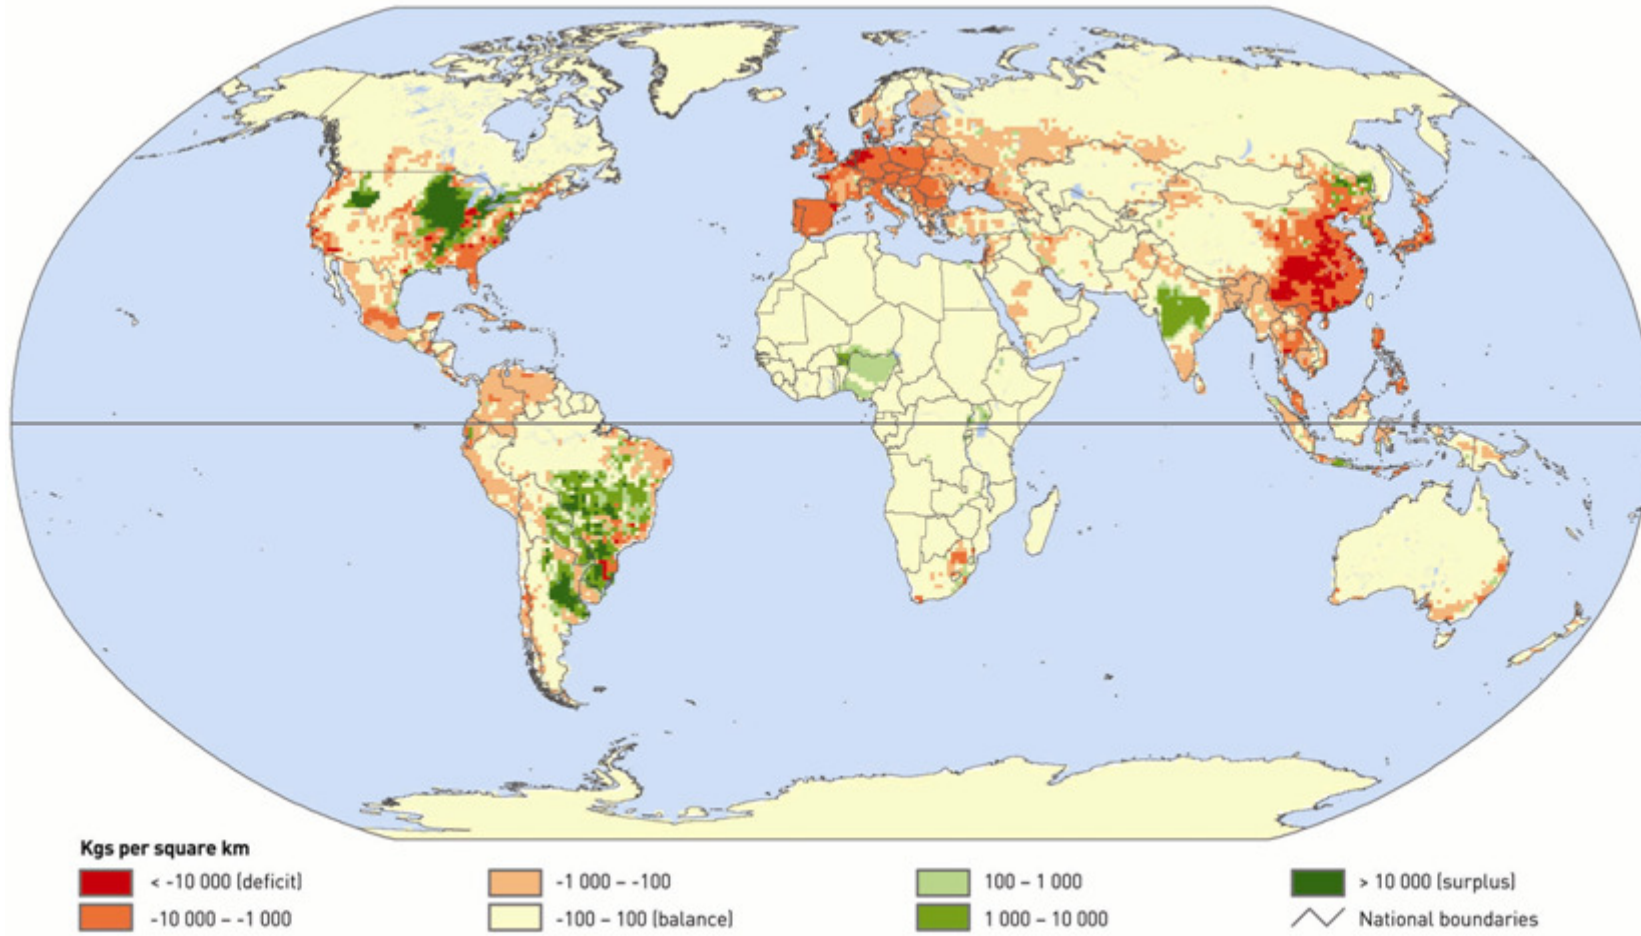 Kgs per square km
< -10 000 (deficit)
-10 000 – -1 000
-1 000 – -100
-100 – 100 (balance)
100 – 1 000
1 000 – 10 000
> 10 000 (surplus)
National boundaries